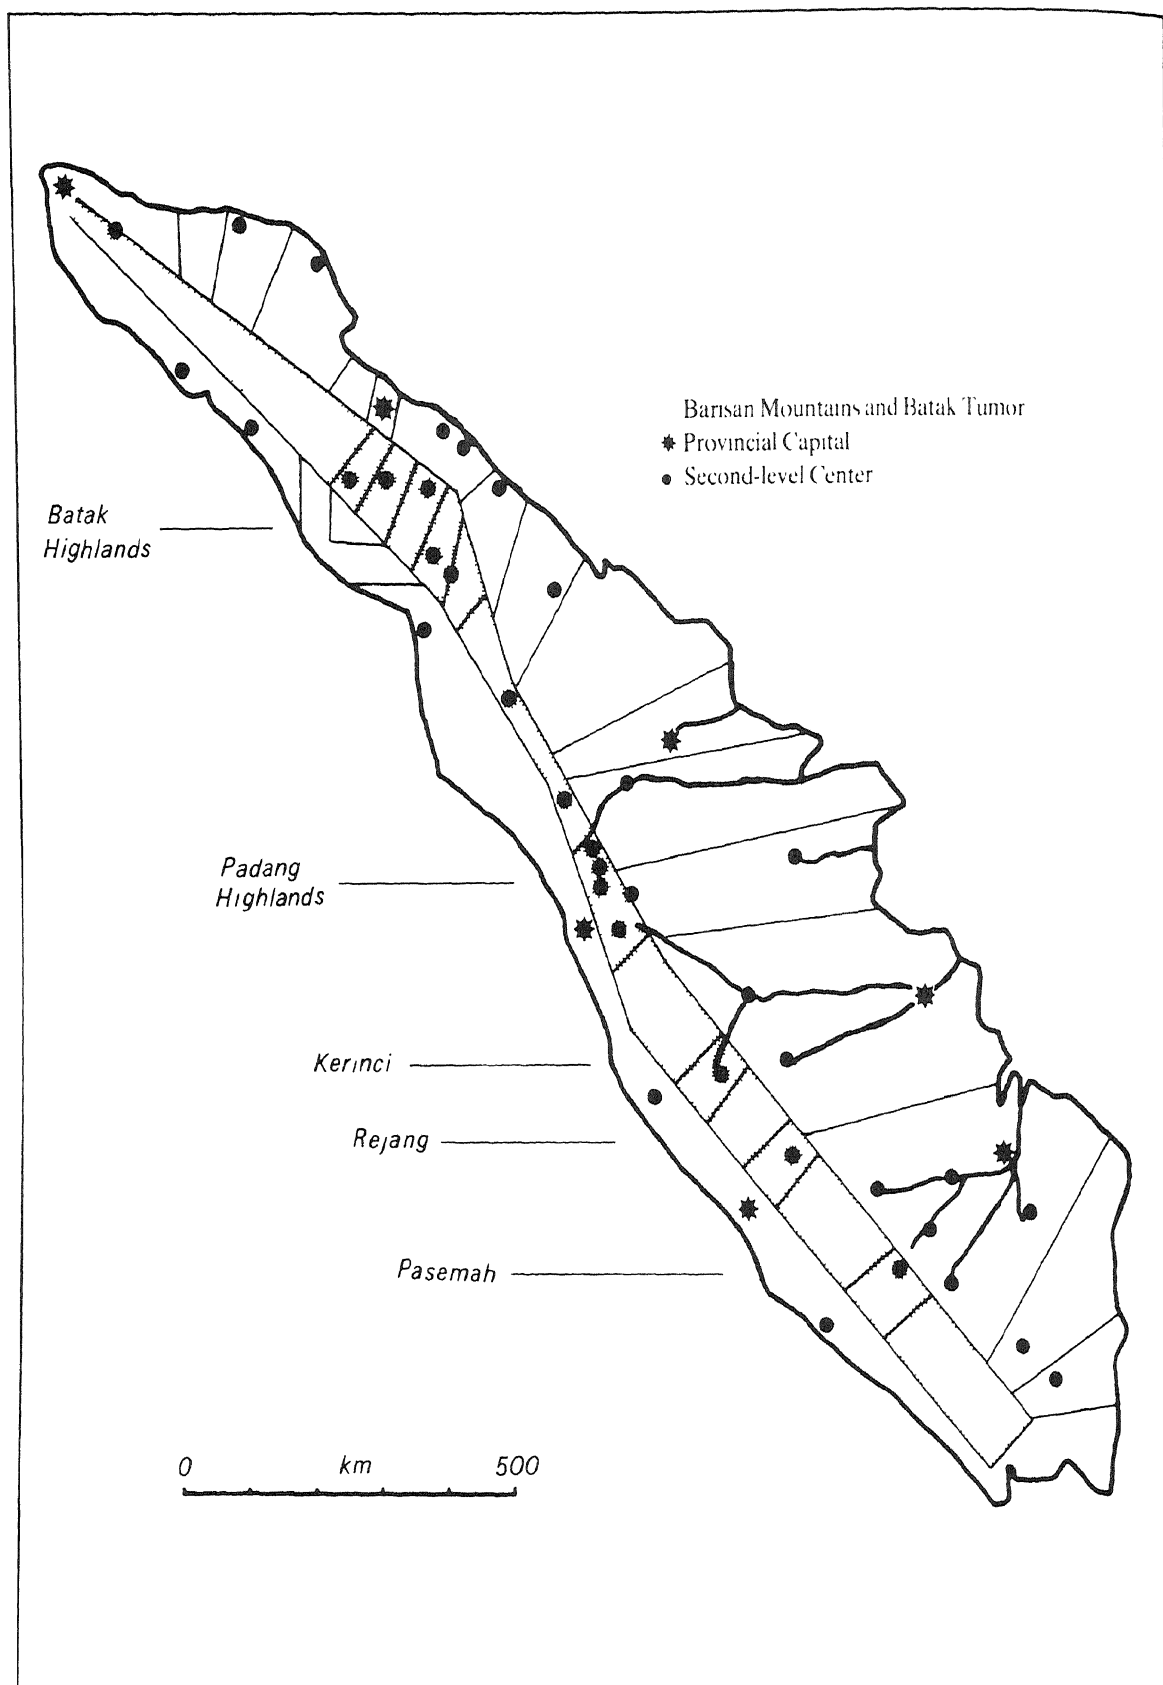 Barisan Mountains and Batak Tumor
Provincial Capital
Second-level Center
Batak
Highlands
Padang
Highlands
Kerinci
Rejang
Pasemah
0 km 500